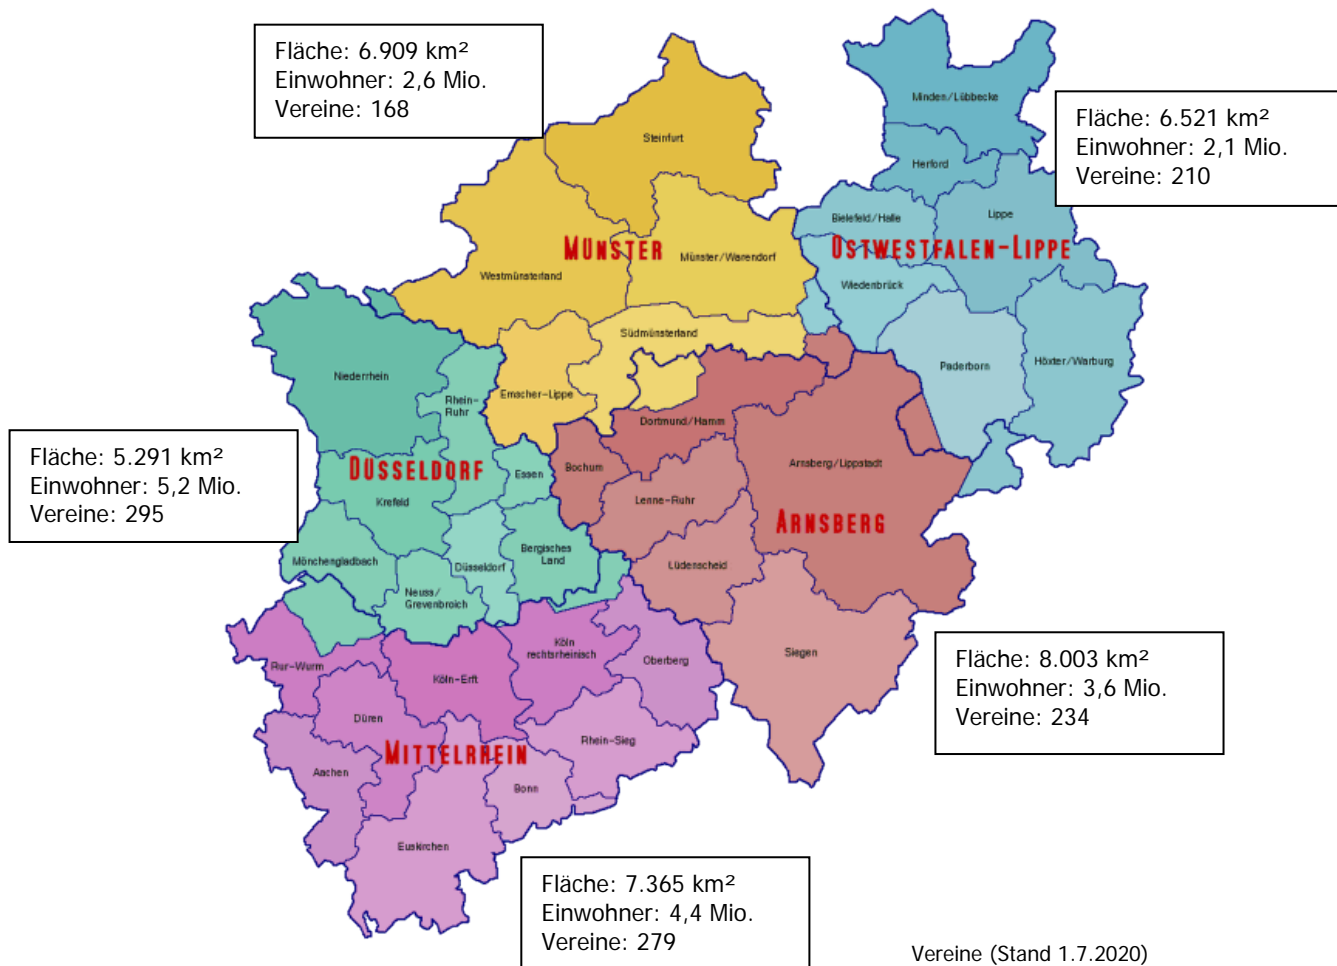 Fläche: 6.909 km²
Einwohner: 2,6 Mio.
Vereine: 168
Minden/Lübbecke
Fläche: 6.521 km²
Einwohner: 2,1 Mio.
Vereine: 210
Steinfurt
Herford
Bielefeld/Halle
Lippe
MÜNSTER
Münster/Warendorf
OSTWESTFALEN-LIPPE
Westmünsterland
Wiedenbrück
Südmünsterland
Niederrhein
Rhein-
Ruhr
Emscher-Lippe
Paderborn
Höxter/Warburg
Dortmund/Hamm
Fläche: 5.291 km²
Einwohner: 5,2 Mio.
Vereine: 295
DÜSSELDORF
Essen
Bochum
Arnsberg/Lippstadt
Krefeld
Lenne-Ruhr
ARNSBERG
Mönchengladbach
Düsseldorf
Bergisches
Land
Lüdenscheid
Neuss/
Grevenbroich
Rur-Wurm
Köln-Erft
Köln
rechtsrheinisch
Oberberg
Siegen
Fläche: 8.003 km²
Einwohner: 3,6 Mio.
Vereine: 234
Düren
MITTELRHEIN
Rhein-Sieg
Aachen
Bonn
Euskirchen
Fläche: 7.365 km²
Einwohner: 4,4 Mio.
Vereine: 279
Vereine (Stand 1.7.2020)